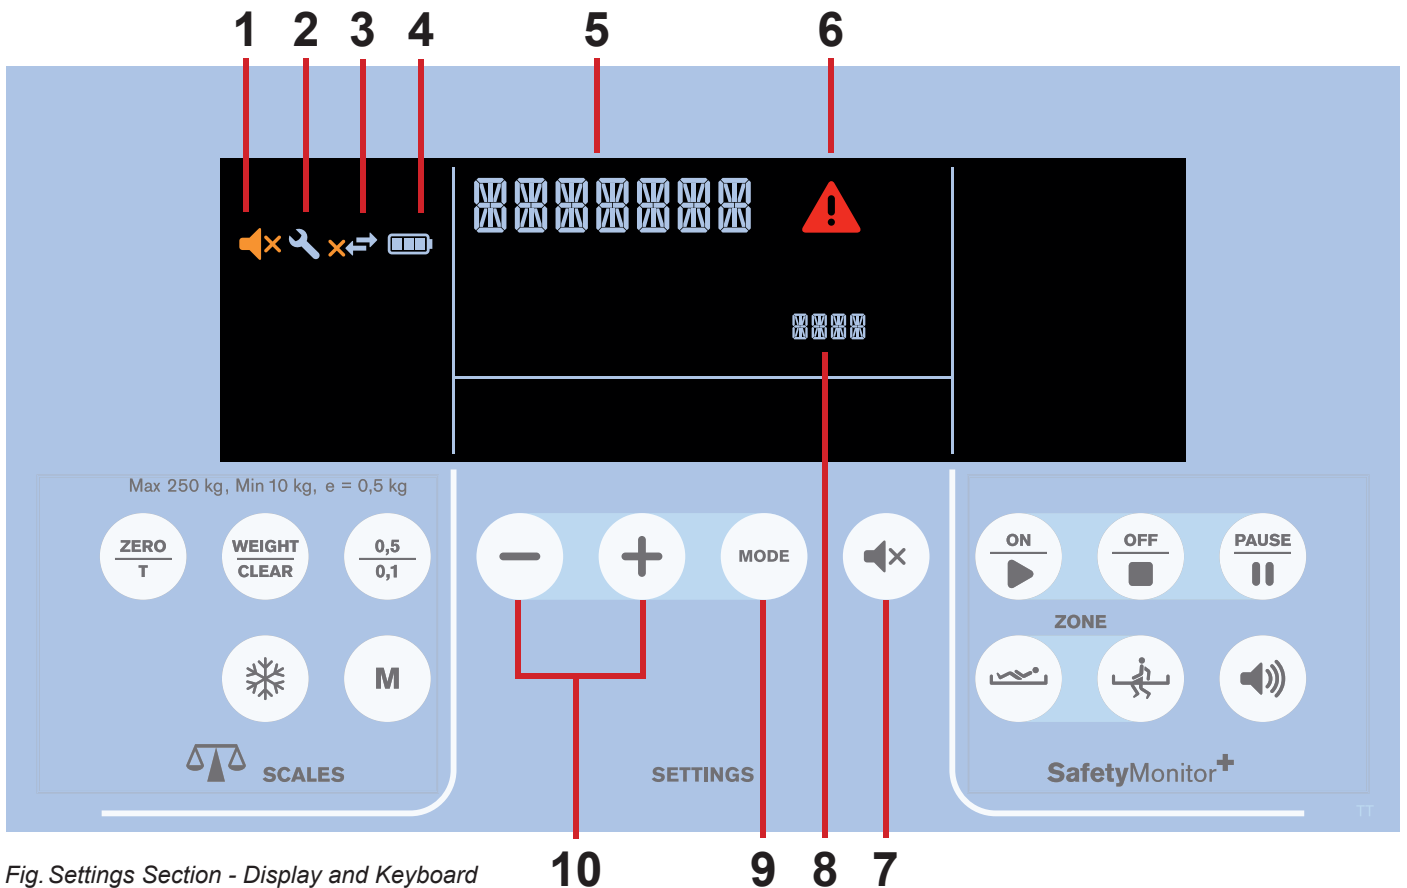 1 2 3 4 5 6
Max 250 kg, Min 10 kg, e = 0,5 kg
ZERO
T
WEIGHT
CLEAR
0,5
0,1
MODE
ON
OFF
PAUSE
ZONE
M
SCALES
SETTINGS
SafetyMonitor+
TT
10 9 8 7
Fig. Settings Section - Display and Keyboard